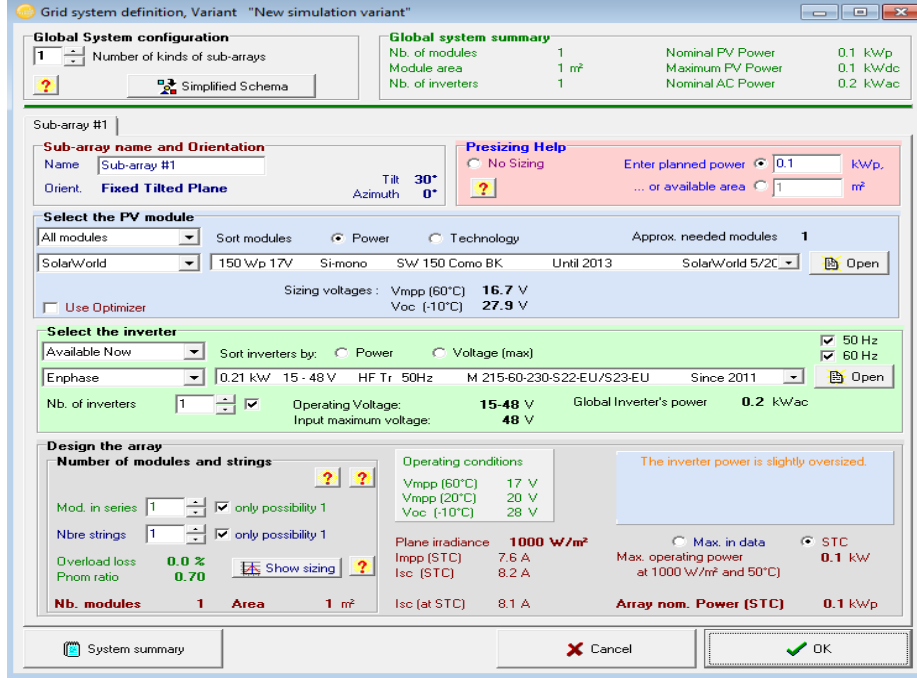 Grid system definition, Variant "New simulation variant"
Global System configuration
1 Number of kinds of sub-arrays
? Simplified Schema
Global system summary
Nb. of modules 1 Nominal PV Power 0.1 kWp
Module area 1 m² Maximum PV Power 0.1 kWdc
Nb. of inverters 1 Nominal AC Power 0.2 kWac
Sub-array #1
Sub-array name and Orientation
Name Sub-array #1
Orient. Fixed Tilted Plane
Tilt 30°
Azimuth 0°
Presizing Help
No Sizing Enter planned power 0.1 kWp,
? ... or available area 1 m²
Select the PV module
All modules Sort modules Power Technology Approx. needed modules 1
SolarWorld 150 Wp 17V Si-mono SW 150 Como BK Until 2013 SolarWorld 5/20 Open
Sizing voltages : Vmpp (60°C) 16.7 V
Use Optimizer Voc (-10°C) 27.9 V
Select the inverter
Available Now Sort inverters by: Power Voltage (max) 50 Hz
60 Hz
Enphase 0.21 kW 15 - 48 V HF Tr 50Hz M 215-60-230-S22-EU/S23-EU Since 2011 Open
Nb. of inverters 1 Operating Voltage: 15-48 V Global Inverter's power 0.2 kWac
Input maximum voltage: 48 V
Design the array
Number of modules and strings
? ?
Mod. in series 1 only possibility 1
Nbre strings 1 only possibility 1
Overload loss 0.0 %
Pnom ratio 0.70
Show sizing ?
Nb. modules 1 Area 1 m²
Operating conditions
Vmpp (60°C) 17 V
Vmpp (20°C) 20 V
Voc (-10°C) 28 V
Plane irradiance 1000 W/m²
Impp (STC) 7.6 A
Isc (STC) 8.2 A
Isc (at STC) 8.1 A
The inverter power is slightly oversized.
Max. in data STC
Max. operating power 0.1 kW
at 1000 W/m² and 50°C)
Array nom. Power (STC) 0.1 kWp
System summary Cancel OK